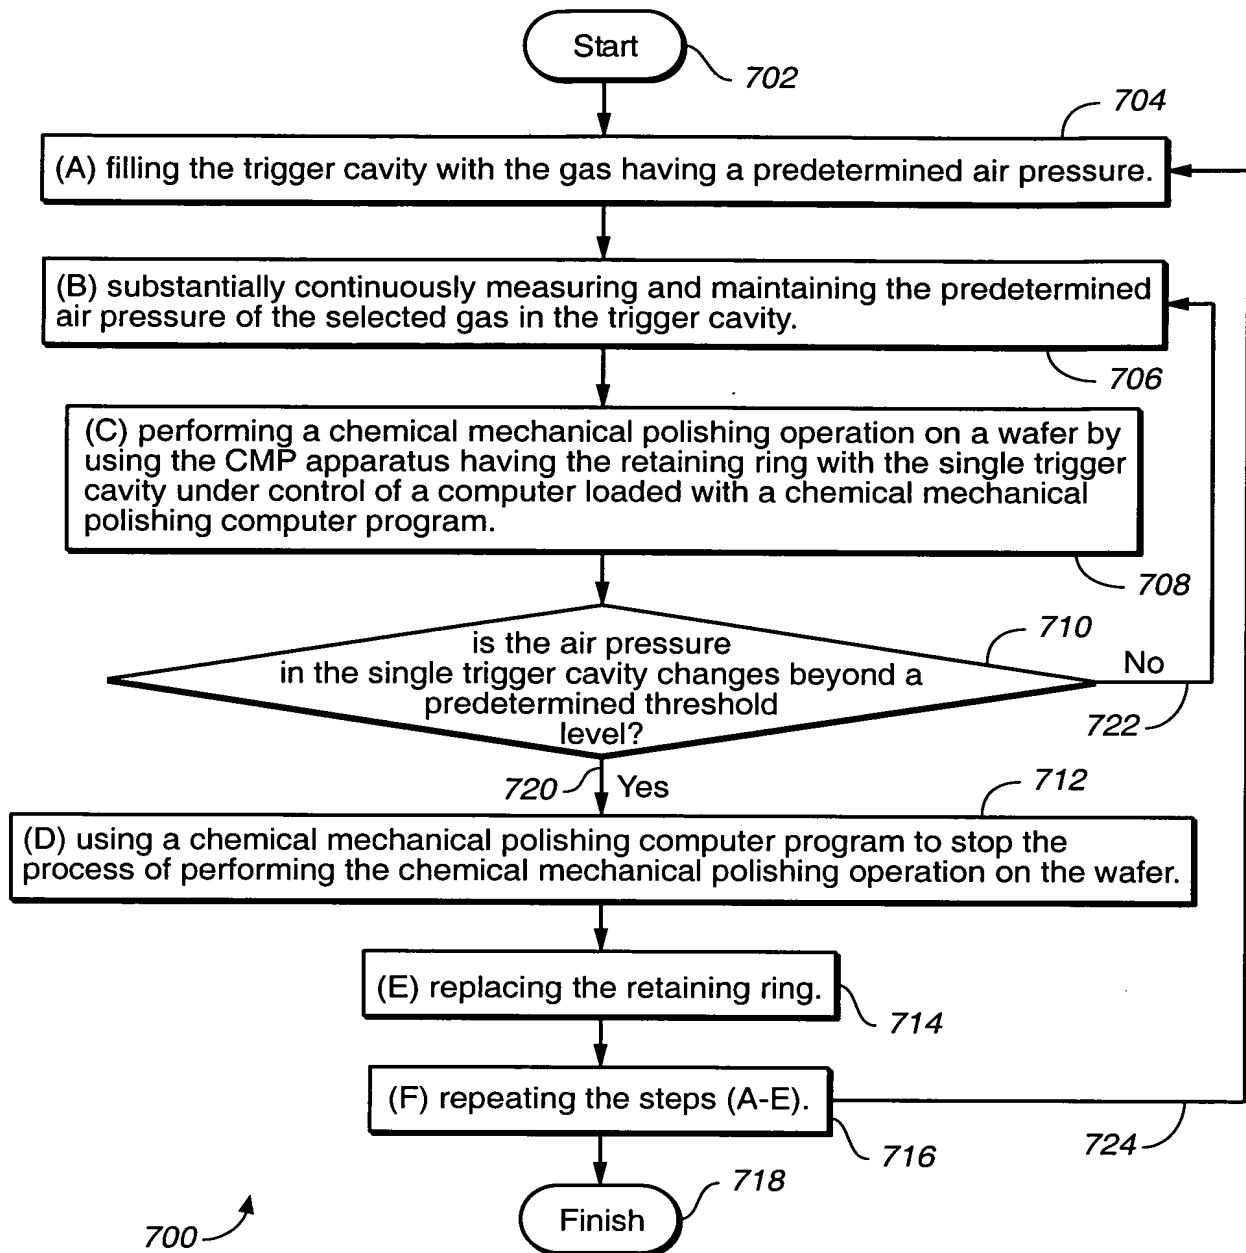 Start
702
704
(A) filling the trigger cavity with the gas having a predetermined air pressure.
(B) substantially continuously measuring and maintaining the predetermined
air pressure of the selected gas in the trigger cavity.
706
(C) performing a chemical mechanical polishing operation on a wafer by
using the CMP apparatus having the retaining ring with the single trigger
cavity under control of a computer loaded with a chemical mechanical
polishing computer program.
708
is the air pressure
in the single trigger cavity changes beyond a
predetermined threshold
level?
710
No
722
720
Yes
712
(D) using a chemical mechanical polishing computer program to stop the
process of performing the chemical mechanical polishing operation on the wafer.
(E) replacing the retaining ring.
714
(F) repeating the steps (A-E).
716
724
Finish
718
700